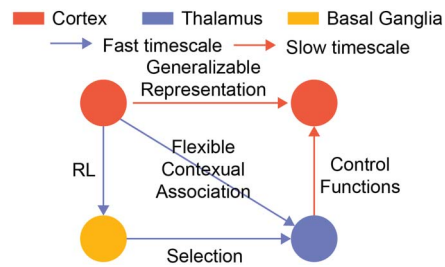 Cortex Thalamus Basal Ganglia
Fast timescale Slow timescale
Generalizable
Representation
Flexible
Contexual
Association
RL
Control
Functions
Selection